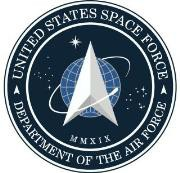 UNITED STATES SPACE FORCE
MMXIX
DEPARTMENT OF THE AIR FORCE